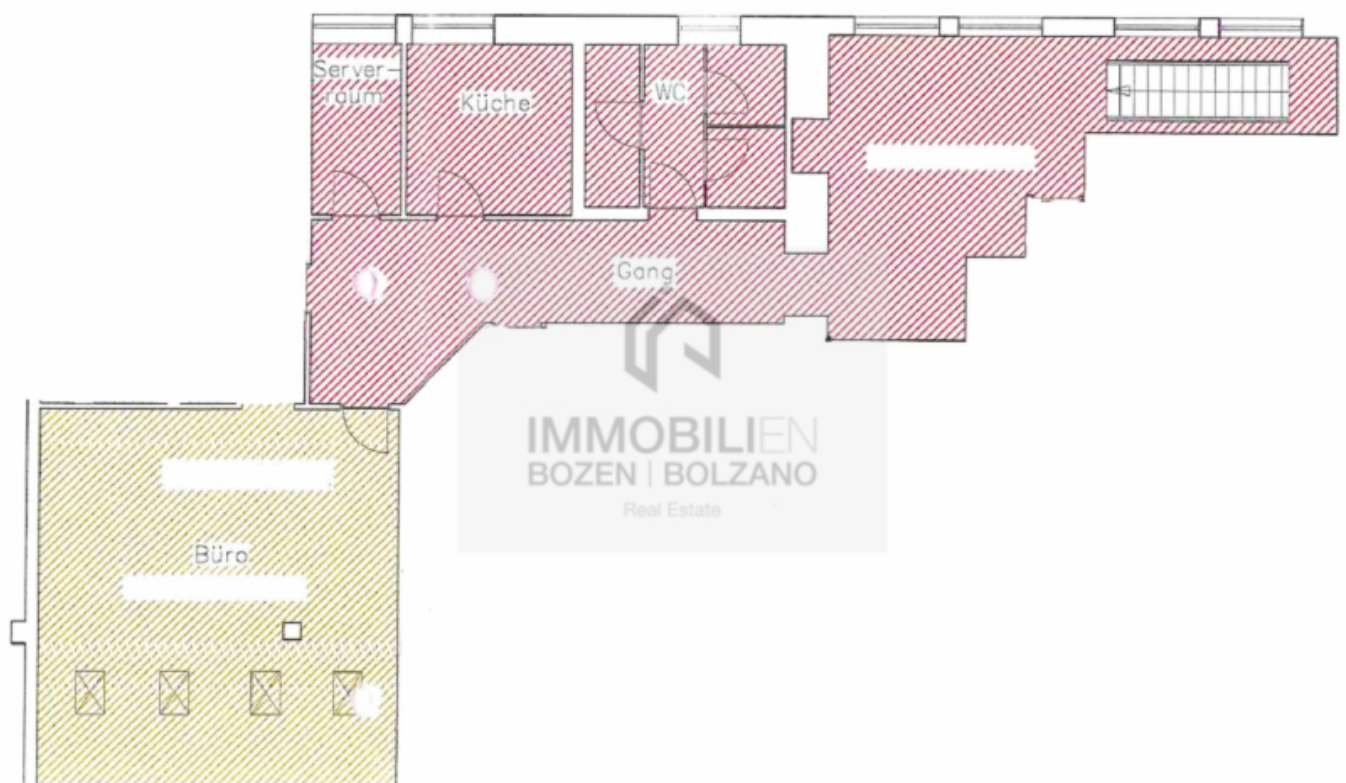 Server-
raum
Küche
WC
Gang
IMMOBILIEN
BOZEN | BOLZANO
Real Estate
Büro